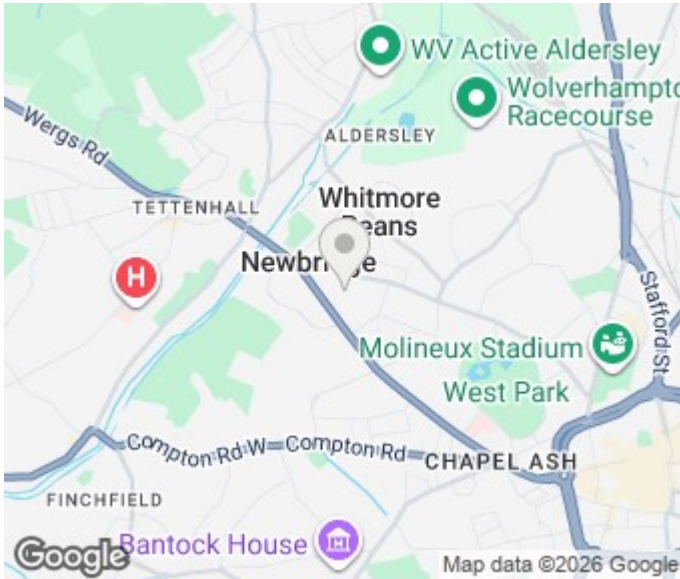 WV Active Aldersley
Wolverhampto
Racecourse
Wergs Rd
ALDERSLEY
TETTENHALL
Whitmore
Reans
Newbridge
H
Stafford St
Molineux Stadium
West Park
Compton Rd W
Compton Rd
CHAPEL ASH
FINCHFIELD
Bantock House
Google
Map data ©2026 Google